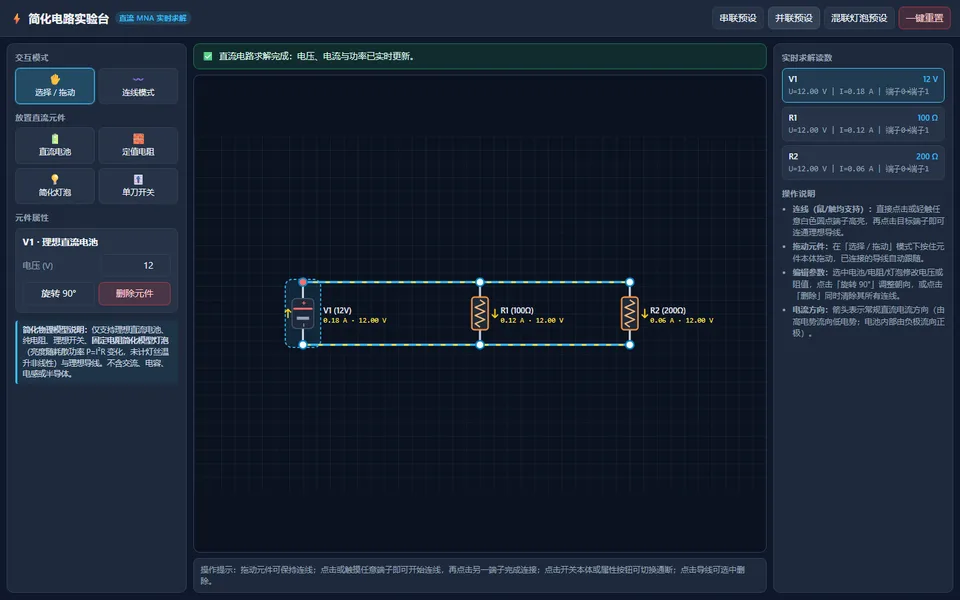 简化电路实验台
直流 MNA 实时求解
串联预设
并联预设
混联灯泡预设
一键重置
交互模式
选择 / 拖动
连线模式
放置直流元件
直流电池
定值电阻
简化灯泡
单刀开关
元件属性
V1 · 理想直流电池
电压 (V)
12
旋转 90°
删除元件
简化物理模型说明：仅支持理想直流电池、
纯电阻、理想开关、固定电阻简化模型灯泡
（亮度随耗散功率 P=I²R 变化，未计灯丝温
升非线性）与理想导线。不含交流、电容、
电感或半导体。
直流电路求解完成：电压、电流与功率已实时更新。
V1 (12V)
0.18 A · 12.00 V
R1 (100Ω)
0.12 A · 12.00 V
R2 (200Ω)
0.06 A · 12.00 V
操作提示：拖动元件可保持连线；点击或触摸任意端子即可开始连线，再点击另一端子完成连接；点击开关本体或属性按钮可切换通断；点击导线可选中删
除。
实时求解读数
V1
12 V
U=12.00 V | I=0.18 A | 端子0→端子1
R1
100 Ω
U=12.00 V | I=0.12 A | 端子0→端子1
R2
200 Ω
U=12.00 V | I=0.06 A | 端子0→端子1
操作说明
• 连线（鼠/触均支持）：直接点击或轻触任
意白色圆点端子高亮，再点击目标端子即可
连通理想导线。
• 拖动元件：在「选择 / 拖动」模式下按住元
件本体拖动，已连接的导线自动跟随。
• 编辑参数：选中电池/电阻/灯泡修改电压或
阻值，点击「旋转 90°」调整朝向，或点击
「删除」同时清除其所有连线。
• 电流方向：箭头表示常规直流电流方向（由
高电势流向低电势；电池内部由负极流向正
极）。